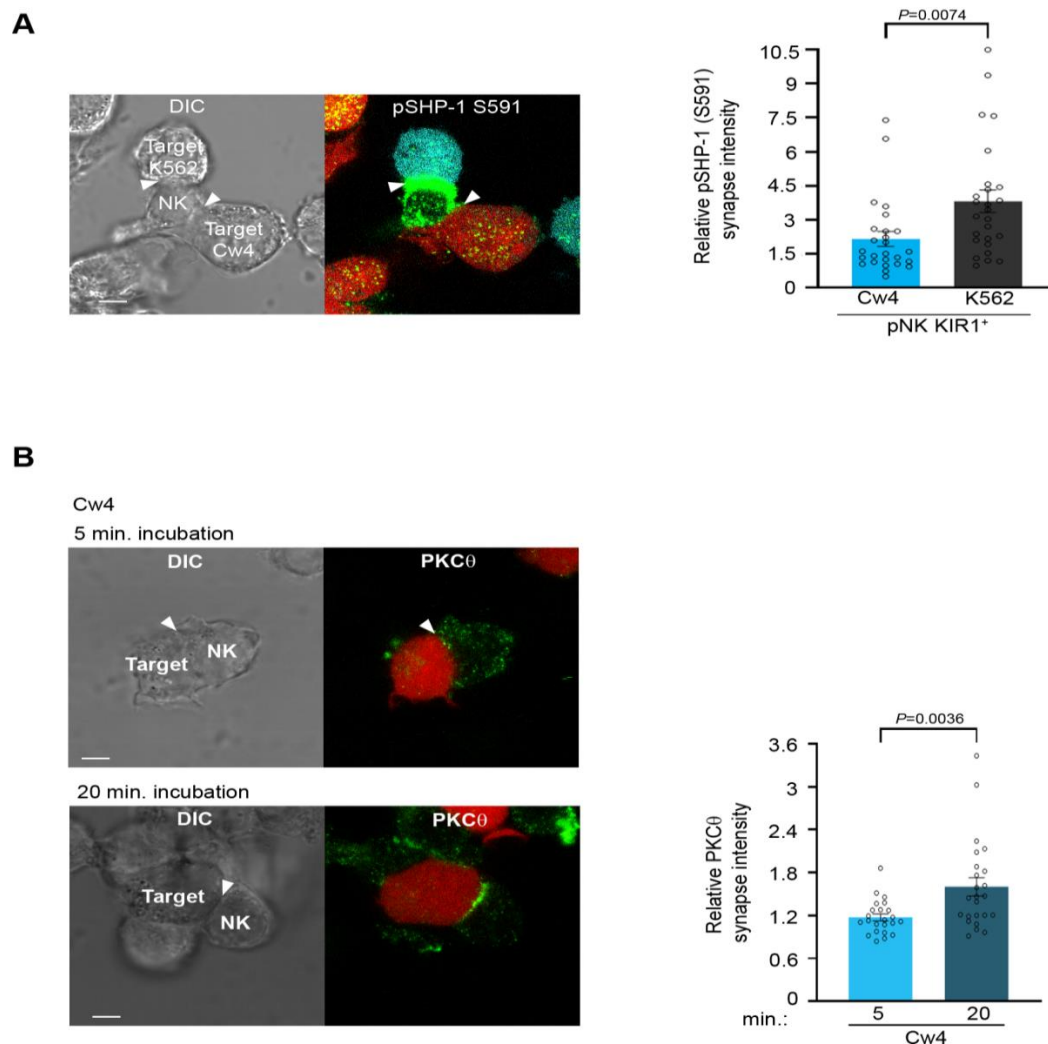 A
DIC
pSHP-1 S591
Target
K562
NK
Target
Cw4
P=0.0074
Relative pSHP-1 (S591)
synapse intensity
10.5
9
7.5
6
4.5
3
1.5
0
Cw4 K562
pNK KIR1⁺
B
Cw4
5 min. incubation
DIC
PKCθ
Target
NK
20 min. incubation
DIC
PKCθ
Target
NK
P=0.0036
Relative PKCθ
synapse intensity
3.6
3
2.4
1.8
1.2
0.6
0
min.: 5 20
Cw4